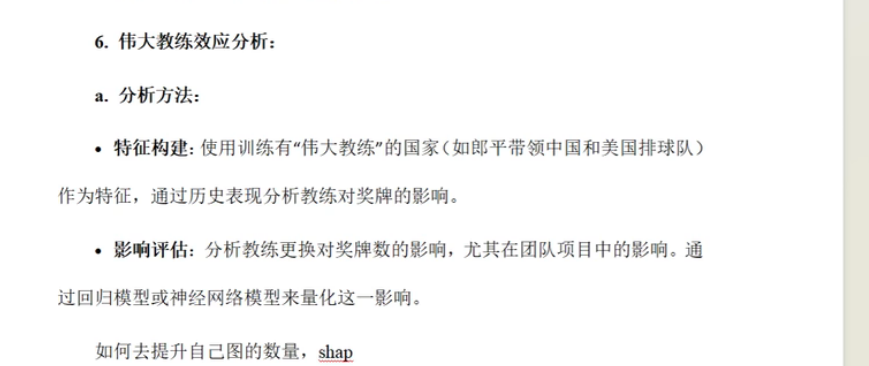 6. 伟大教练效应分析：
a. 分析方法：
• 特征构建：使用训练有“伟大教练”的国家（如郎平带领中国和美国排球队）
作为特征，通过历史表现分析教练对奖牌的影响。
• 影响评估：分析教练更换对奖牌数的影响，尤其在团队项目中的影响。通
过回归模型或神经网络模型来量化这一影响。
如何去提升自己图的数量，shap